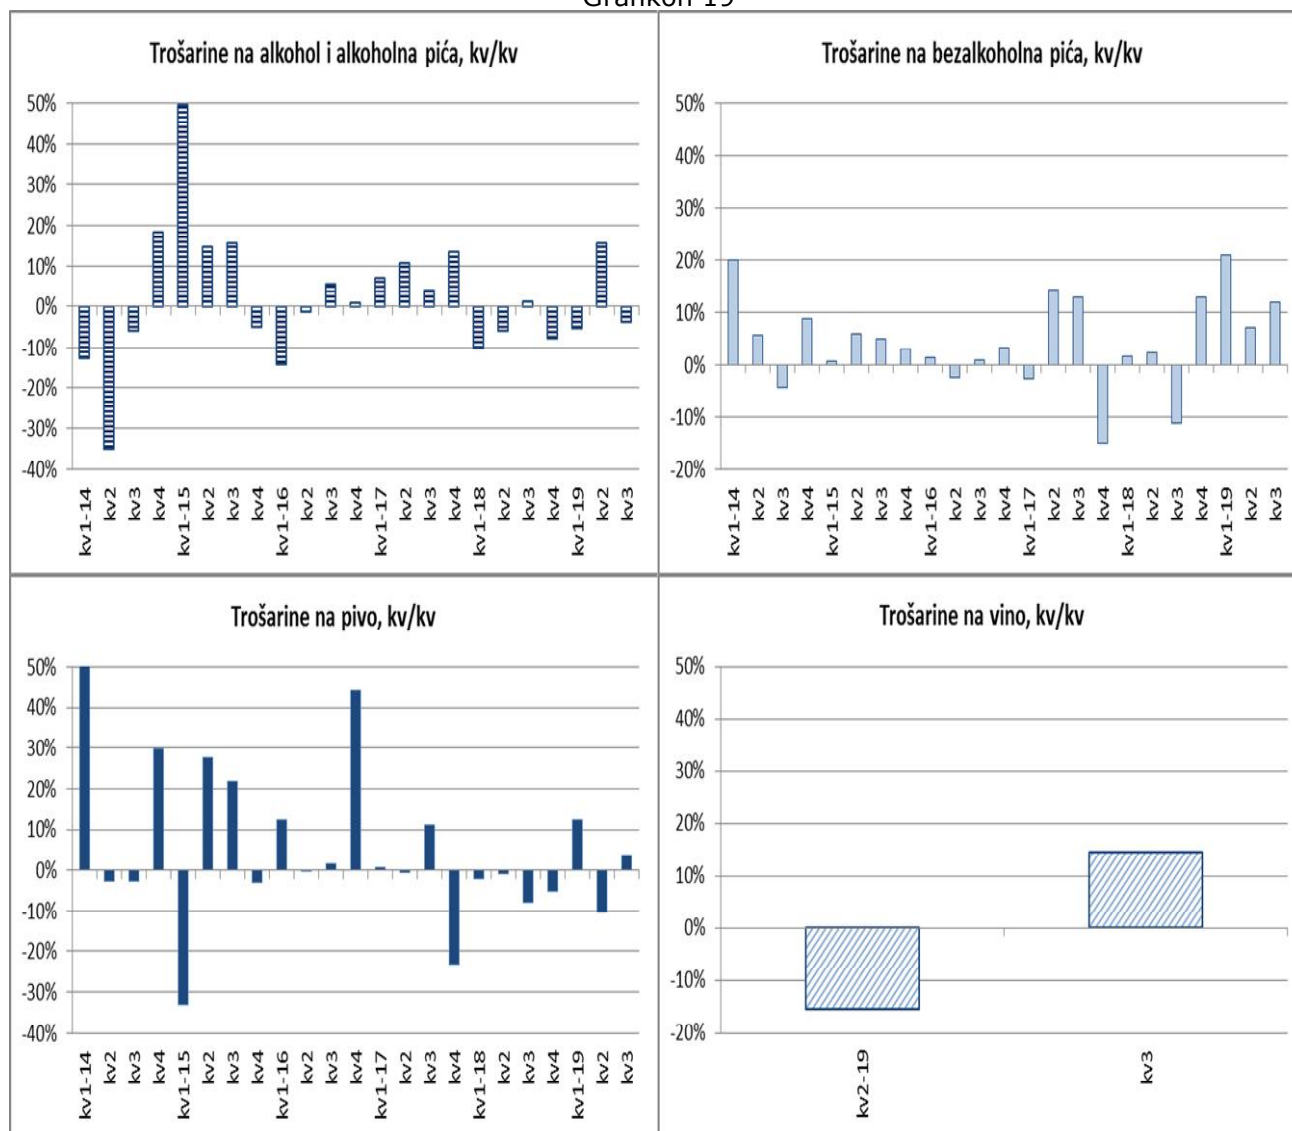 Grafikon 19
Trošarine na alkohol i alkoholna pića, kv/kv
50%
40%
30%
20%
10%
0%
-10%
-20%
-30%
-40%
kv1-14
kv2
kv3
kv4
kv1-15
kv2
kv3
kv4
kv1-16
kv2
kv3
kv4
kv1-17
kv2
kv3
kv4
kv1-18
kv2
kv3
kv4
kv1-19
kv2
kv3
Trošarine na bezalkoholna pića, kv/kv
50%
40%
30%
20%
10%
0%
-10%
-20%
kv1-14
kv2
kv3
kv4
kv1-15
kv2
kv3
kv4
kv1-16
kv2
kv3
kv4
kv1-17
kv2
kv3
kv4
kv1-18
kv2
kv3
kv4
kv1-19
kv2
kv3
Trošarine na pivo, kv/kv
50%
40%
30%
20%
10%
0%
-10%
-20%
-30%
-40%
kv1-14
kv2
kv3
kv4
kv1-15
kv2
kv3
kv4
kv1-16
kv2
kv3
kv4
kv1-17
kv2
kv3
kv4
kv1-18
kv2
kv3
kv4
kv1-19
kv2
kv3
Trošarine na vino, kv/kv
50%
40%
30%
20%
10%
0%
-10%
-20%
kv2-19
kv3